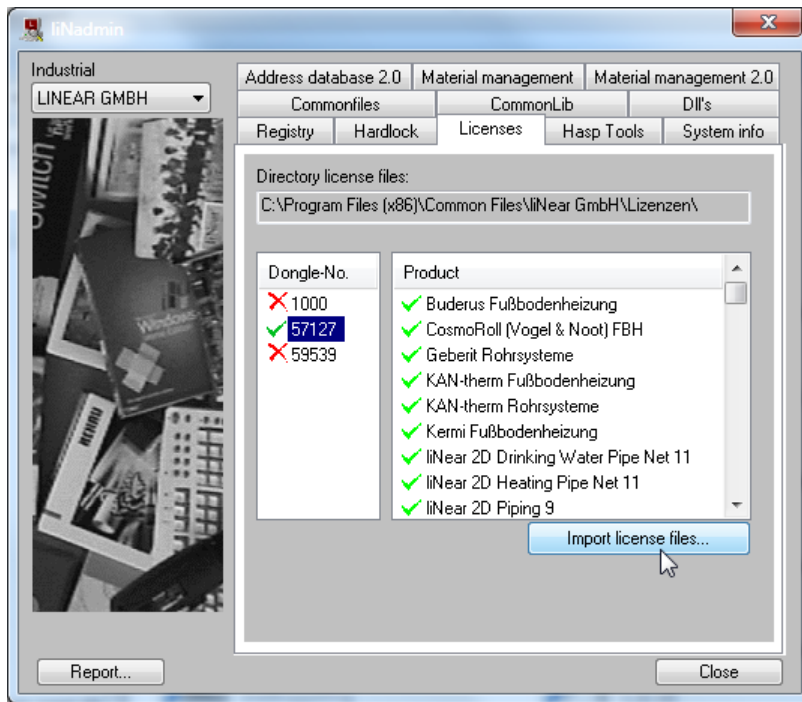 liNadmin
Industrial
LINEAR GMBH
Address database 2.0 Material management Material management 2.0
Commonfiles CommonLib Dll's
Registry Hardlock Licenses Hasp Tools System info
Directory license files:
C:\Program Files (x86)\Common Files\liNear GmbH\Lizenzen\
Dongle-No. Product
1000 Buderus Fußbodenheizung
57127 CosmoRoll (Vogel & Noot) FBH
59539 Geberit Rohrsysteme
KAN-therm Fußbodenheizung
KAN-therm Rohrsysteme
Kermi Fußbodenheizung
liNear 2D Drinking Water Pipe Net 11
liNear 2D Heating Pipe Net 11
liNear 2D Piping 9
Import license files...
Switch
Windows
REHAU
Report... Close